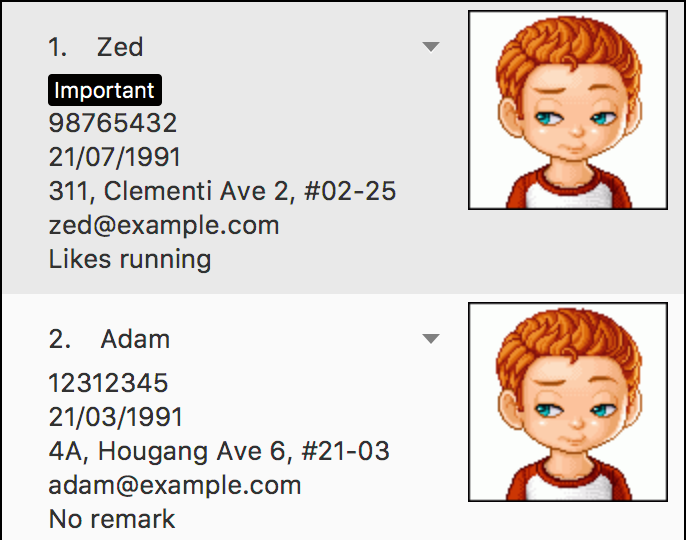 1. Zed
Important
98765432
21/07/1991
311, Clementi Ave 2, #02-25
zed@example.com
Likes running
2. Adam
12312345
21/03/1991
4A, Hougang Ave 6, #21-03
adam@example.com
No remark